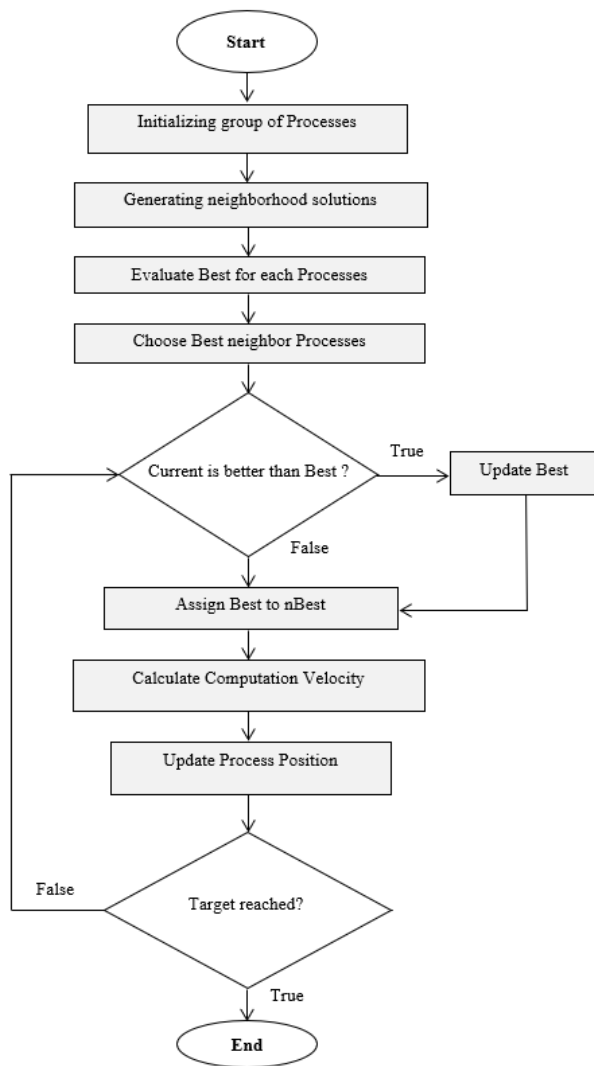 Start
Initializing group of Processes
Generating neighborhood solutions
Evaluate Best for each Processes
Choose Best neighbor Processes
Current is better than Best ?
True
Update Best
False
Assign Best to nBest
Calculate Computation Velocity
Update Process Position
False
Target reached?
True
End